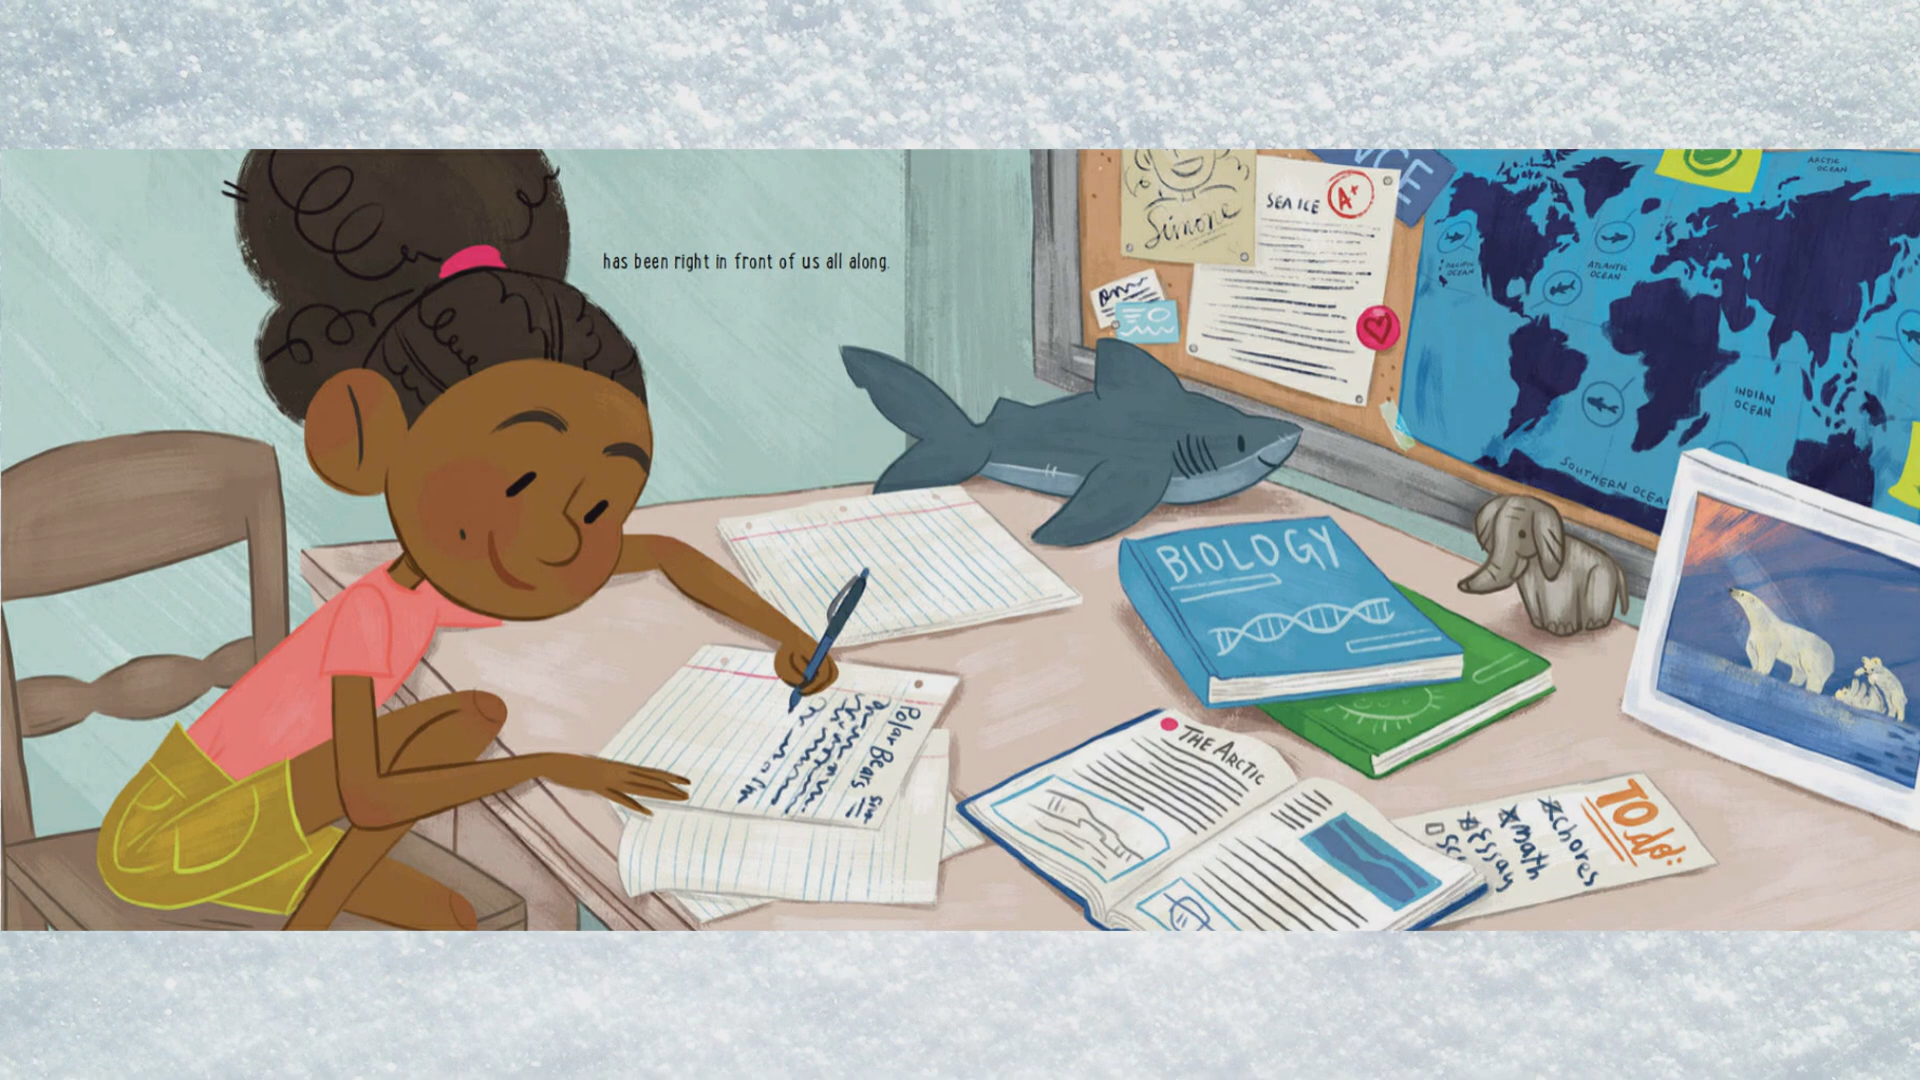 has been right in front of us all along.
Simone
SEA ICE
A+
NCE
ARCTIC
OCEAN
PACIFIC
OCEAN
ATLANTIC
OCEAN
INDIAN
OCEAN
SOUTHERN OCEAN
BIOLOGY
Polar Bears
THE ARCTIC
TO do:
chores
math
Essay